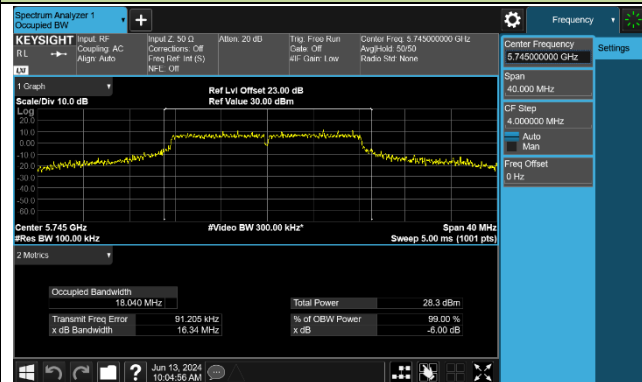 Spectrum Analyzer 1
Occupied BW
Frequency
KEYSIGHT
RL
LXI
Input: RF
Coupling: AC
Align: Auto
Input Z: 50 Ω
Corrections: Off
Freq Ref: Int (S)
NFE: Off
Atten: 20 dB
Trig: Free Run
Gate: Off
#IF Gain: Low
Center Freq: 5.745000000 GHz
Avg|Hold: 50/50
Radio Std: None
Center Frequency
5.745000000 GHz
Settings
Span
40.000 MHz
CF Step
4.000000 MHz
Auto
Man
Freq Offset
0 Hz
1 Graph
Scale/Div 10.0 dB
Ref Lvl Offset 23.00 dB
Ref Value 30.00 dBm
Log
20.0
10.0
0.00
-10.0
-20.0
-30.0
-40.0
-50.0
-60.0
Center 5.745 GHz
#Res BW 100.00 kHz
#Video BW 300.00 kHz*
Span 40 MHz
Sweep 5.00 ms (1001 pts)
2 Metrics
Occupied Bandwidth
18.040 MHz
Total Power 28.3 dBm
Transmit Freq Error 91.205 kHz
% of OBW Power 99.00 %
x dB Bandwidth 16.34 MHz
x dB -6.00 dB
Jun 13, 2024
10:04:56 AM